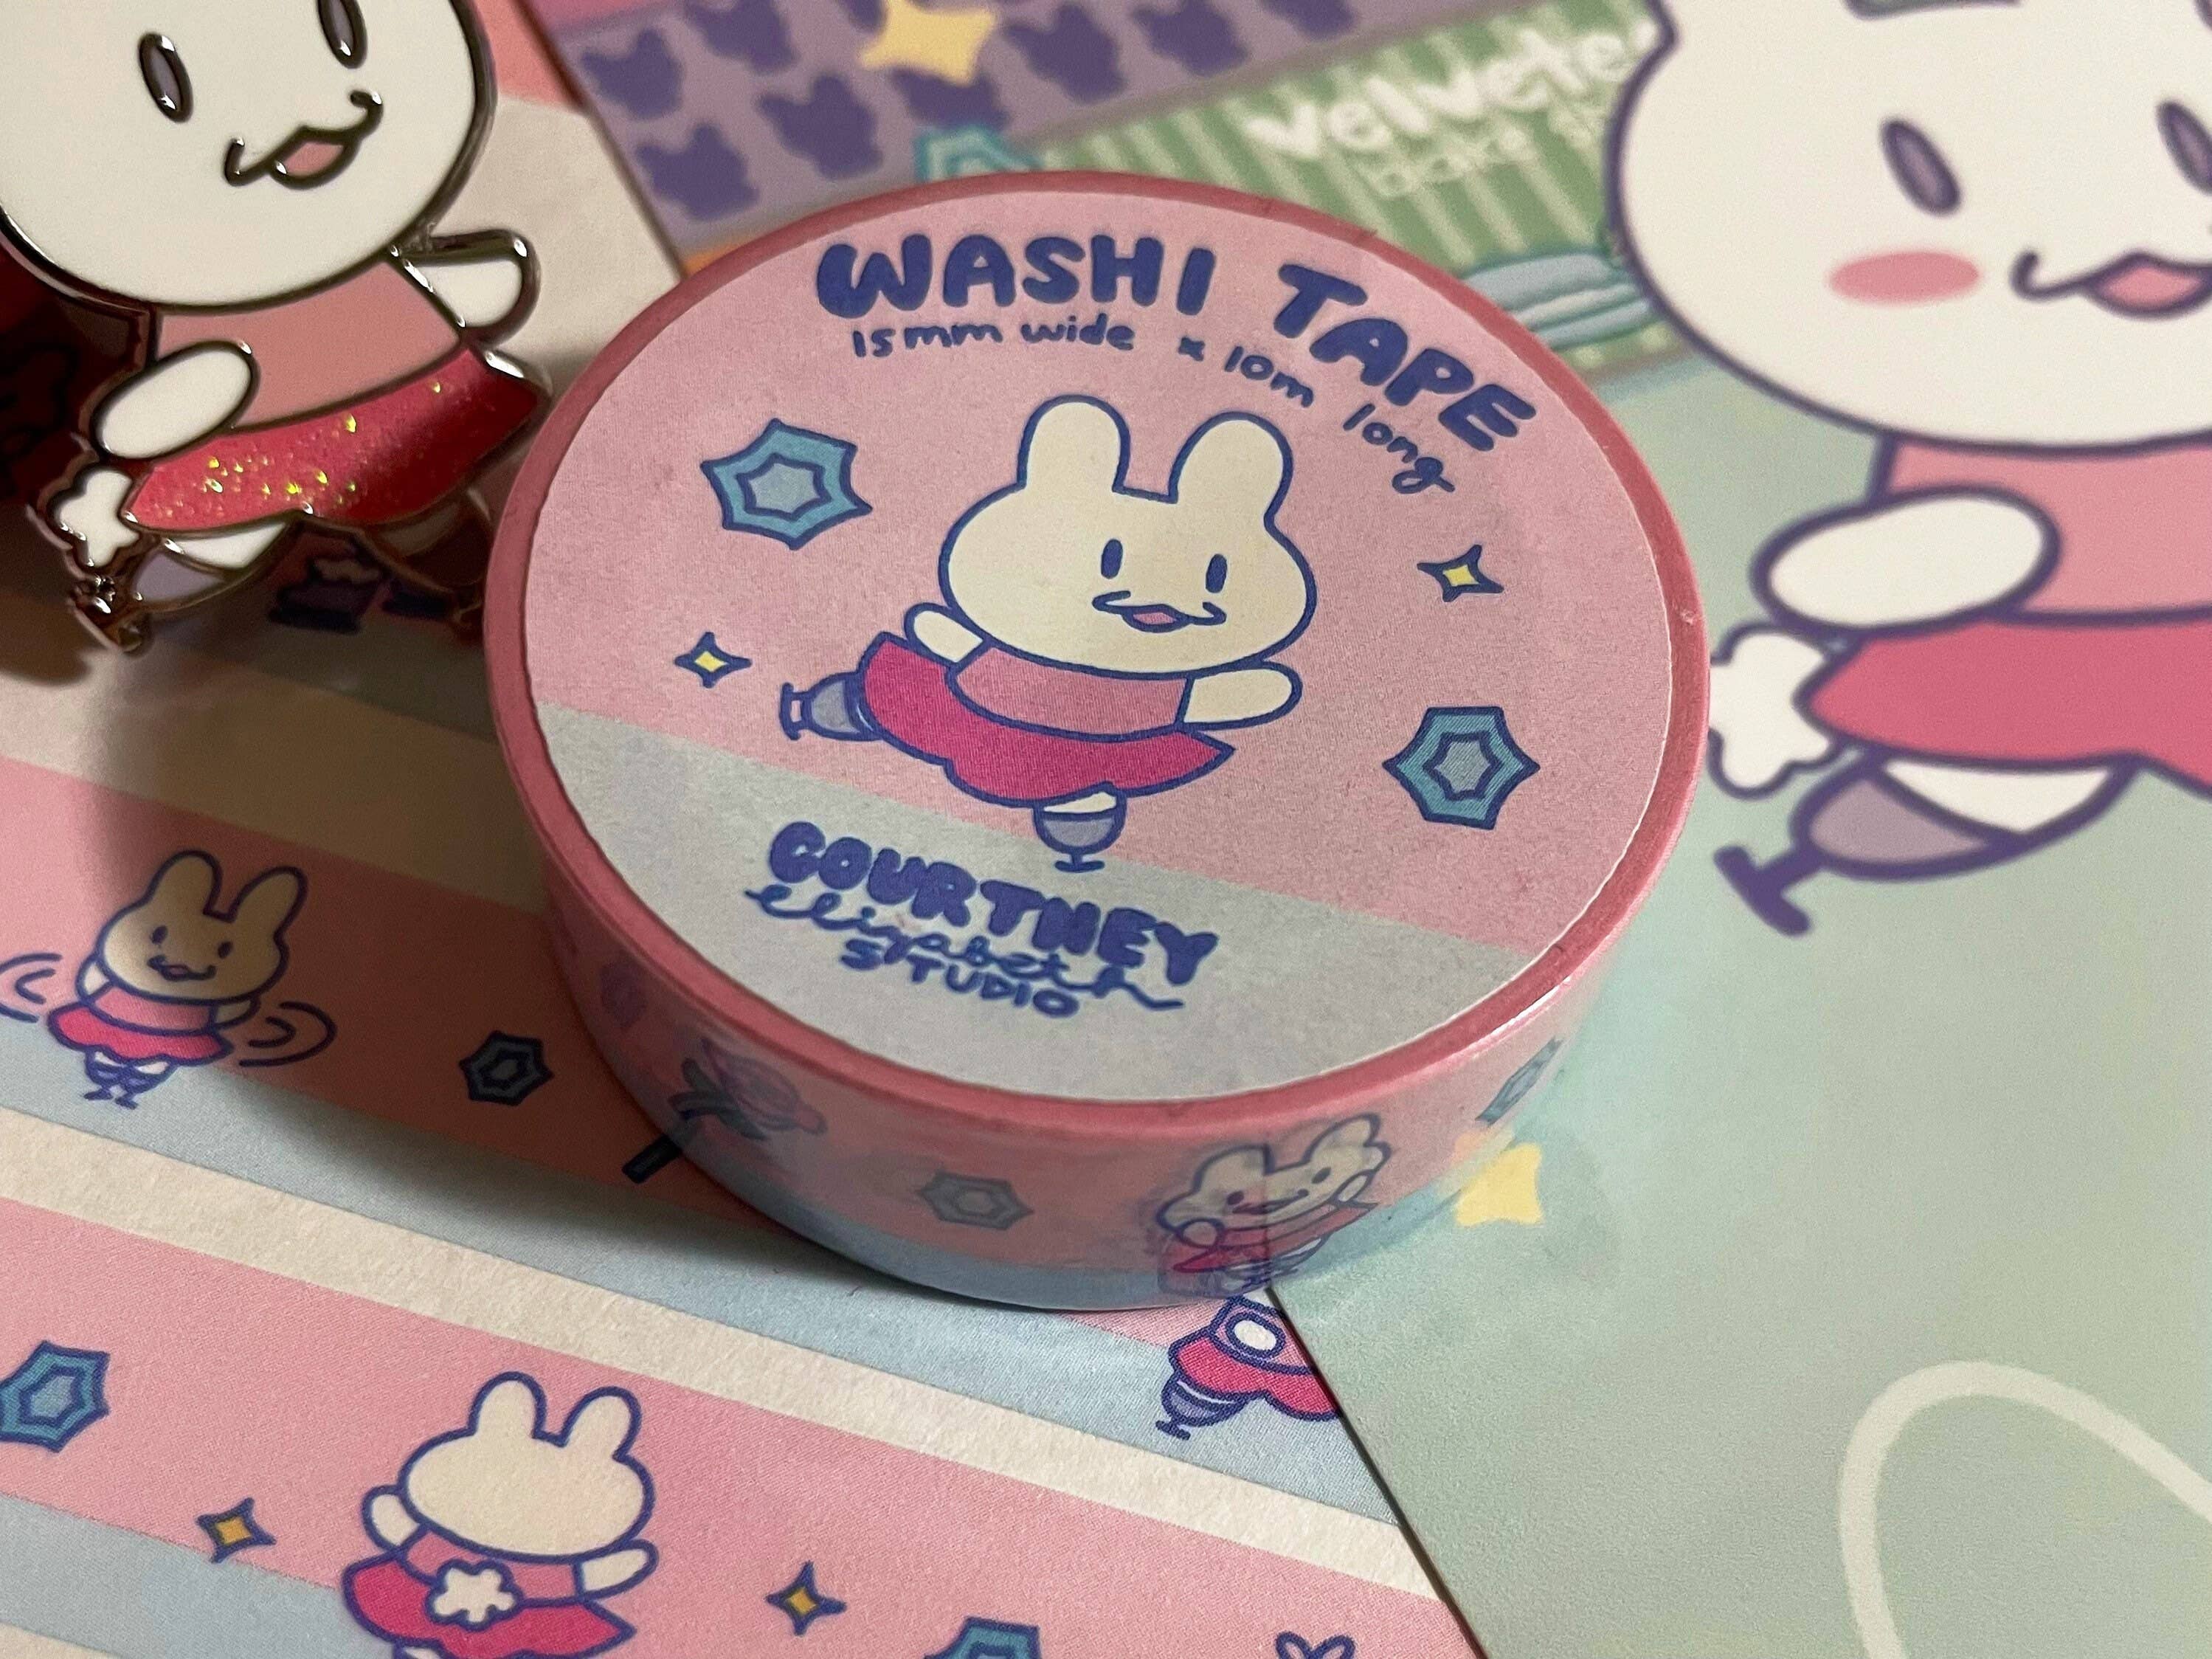 WASHI TAPE
15mm wide x 10m long
COURTNEY
elizabeth
STUDIO